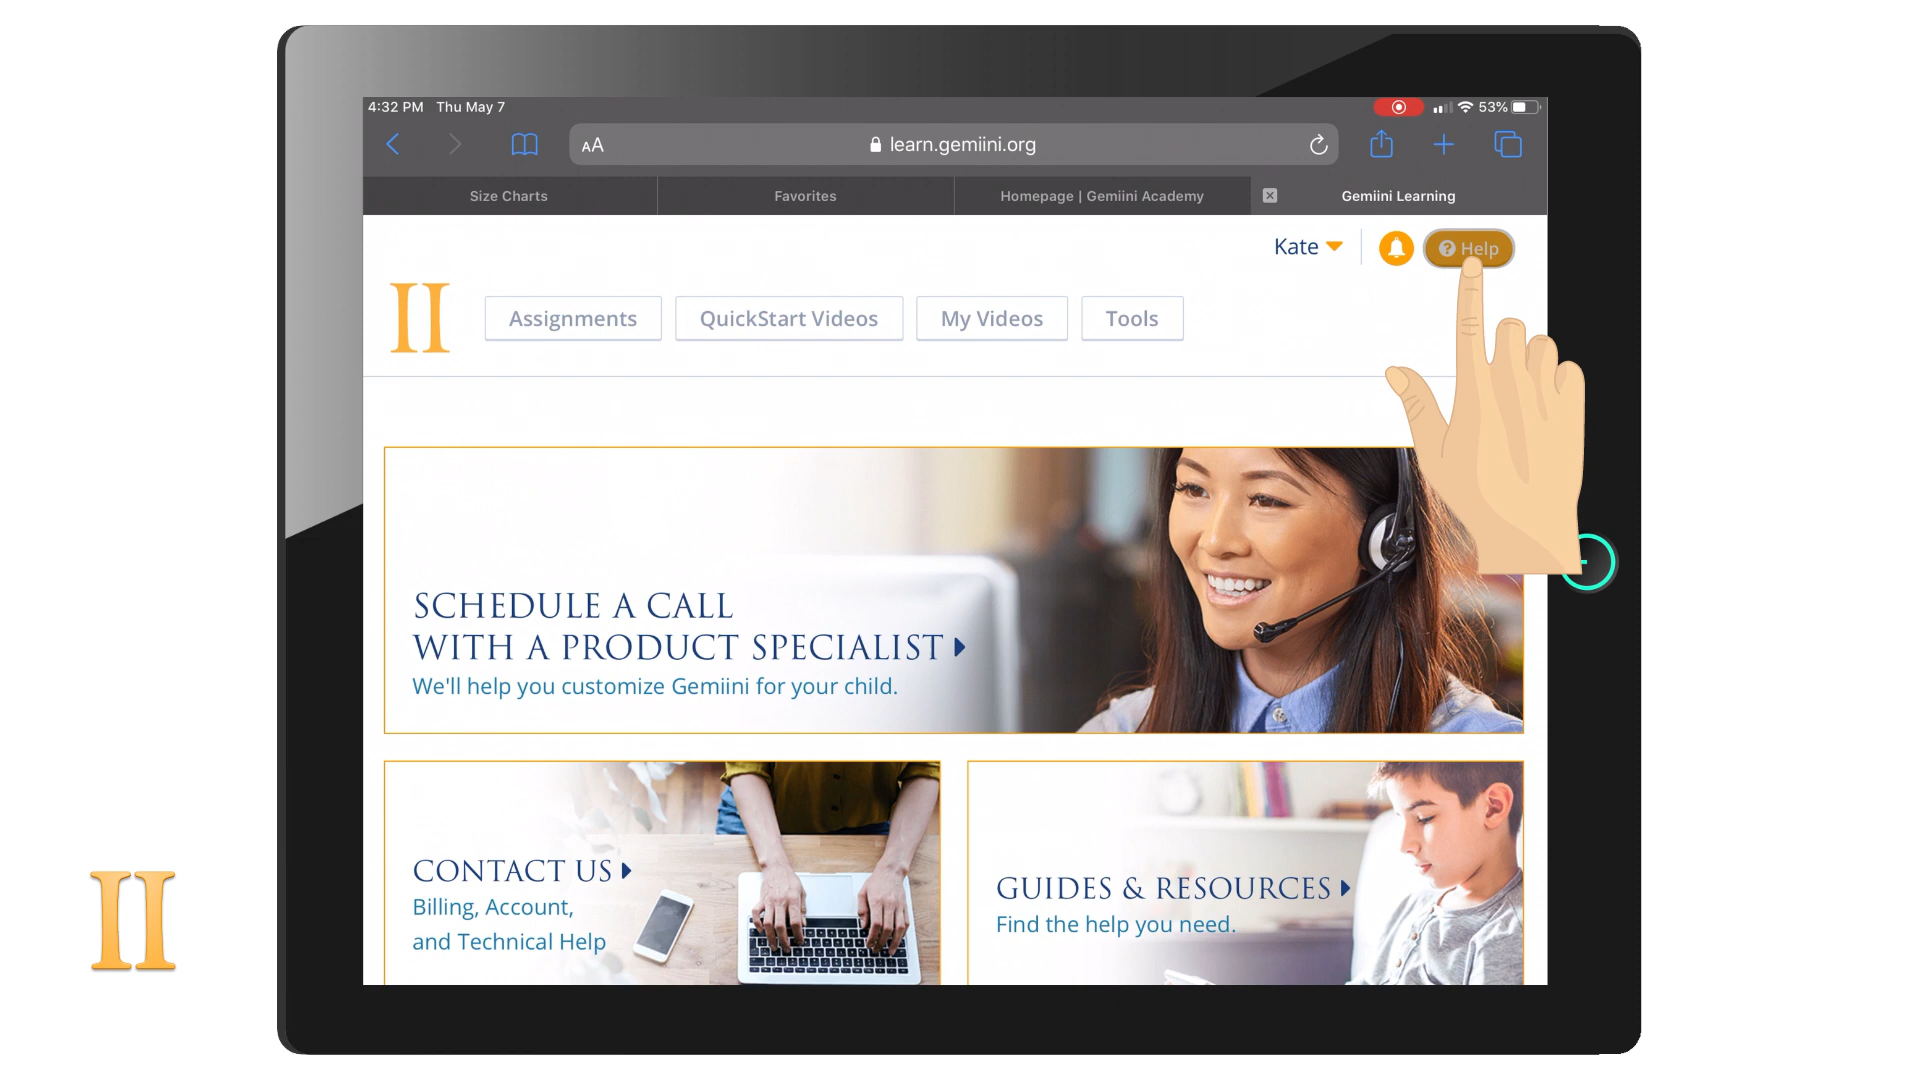 4:32 PM Thu May 7
53%
AA
learn.gemiini.org
Size Charts
Favorites
Homepage | Gemiini Academy
Gemiini Learning
Kate
Help
II
Assignments
QuickStart Videos
My Videos
Tools
SCHEDULE A CALL
WITH A PRODUCT SPECIALIST
We'll help you customize Gemiini for your child.
CONTACT US
Billing, Account,
and Technical Help
GUIDES & RESOURCES
Find the help you need.
II